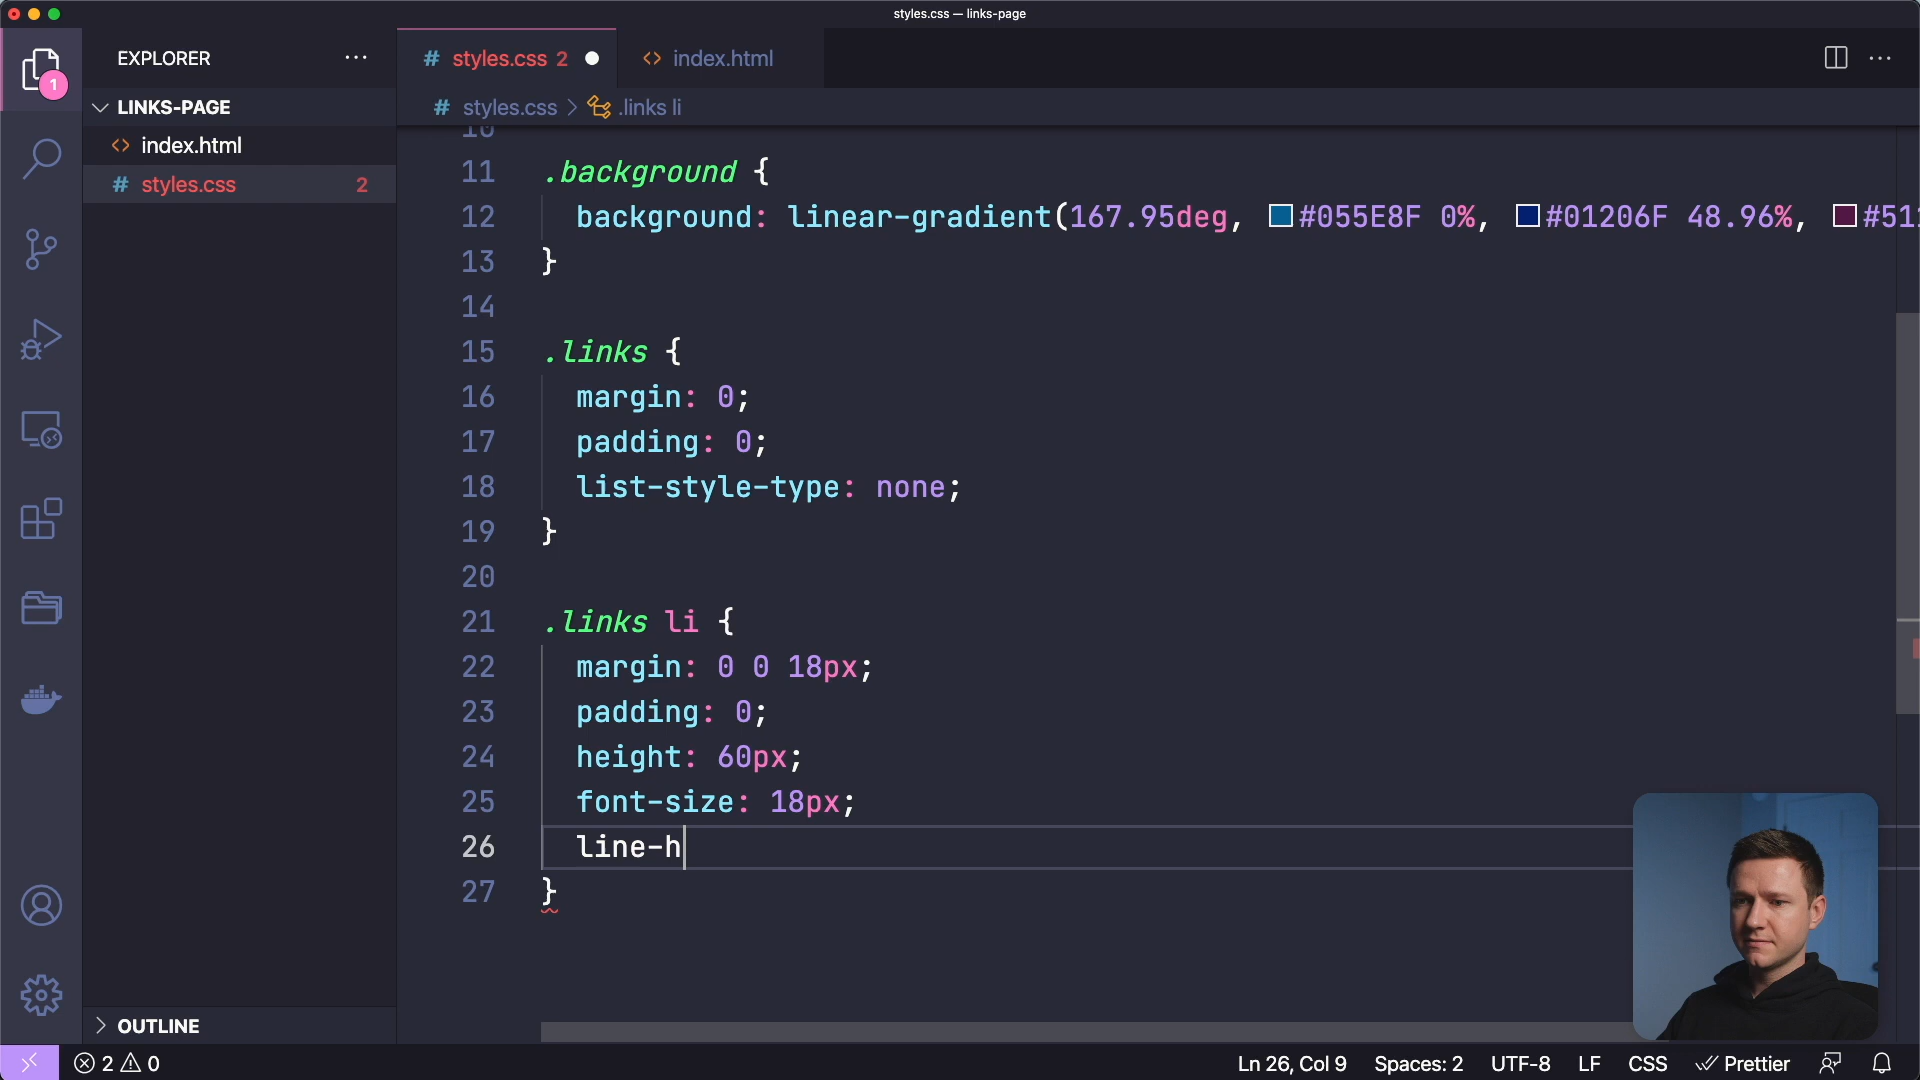 styles.css — links-page
EXPLORER
# styles.css 2
<> index.html
1
LINKS-PAGE
<> index.html
# styles.css 2
# styles.css > .links li
10
11 .background {
12 background: linear-gradient(167.95deg, #055E8F 0%, #01206F 48.96%, #51
13 }
14
15 .links {
16 margin: 0;
17 padding: 0;
18 list-style-type: none;
19 }
20
21 .links li {
22 margin: 0 0 18px;
23 padding: 0;
24 height: 60px;
25 font-size: 18px;
26 line-h
27 }
OUTLINE
2 0
Ln 26, Col 9 Spaces: 2 UTF-8 LF CSS Prettier